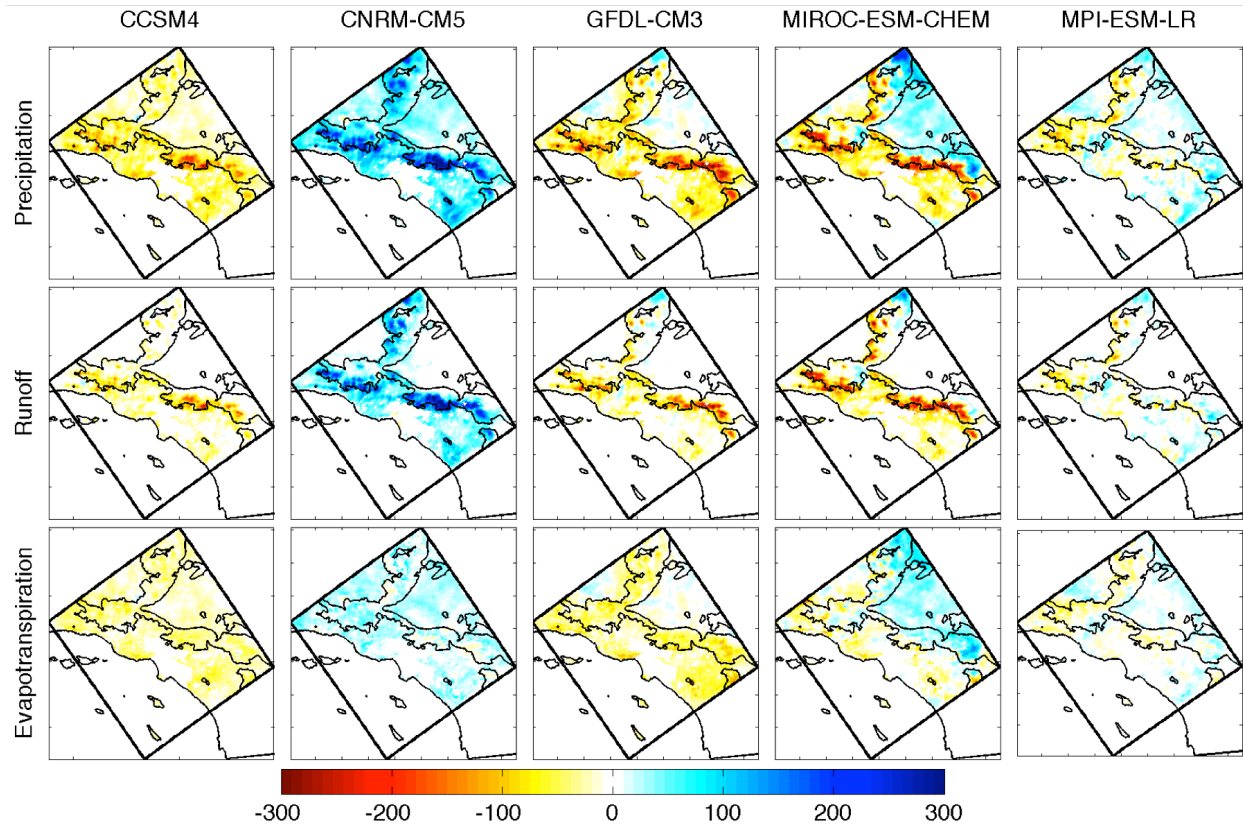 CCSM4 CNRM-CM5 GFDL-CM3 MIROC-ESM-CHEM MPI-ESM-LR
Precipitation
Runoff
Evapotranspiration
-300 -200 -100 0 100 200 300